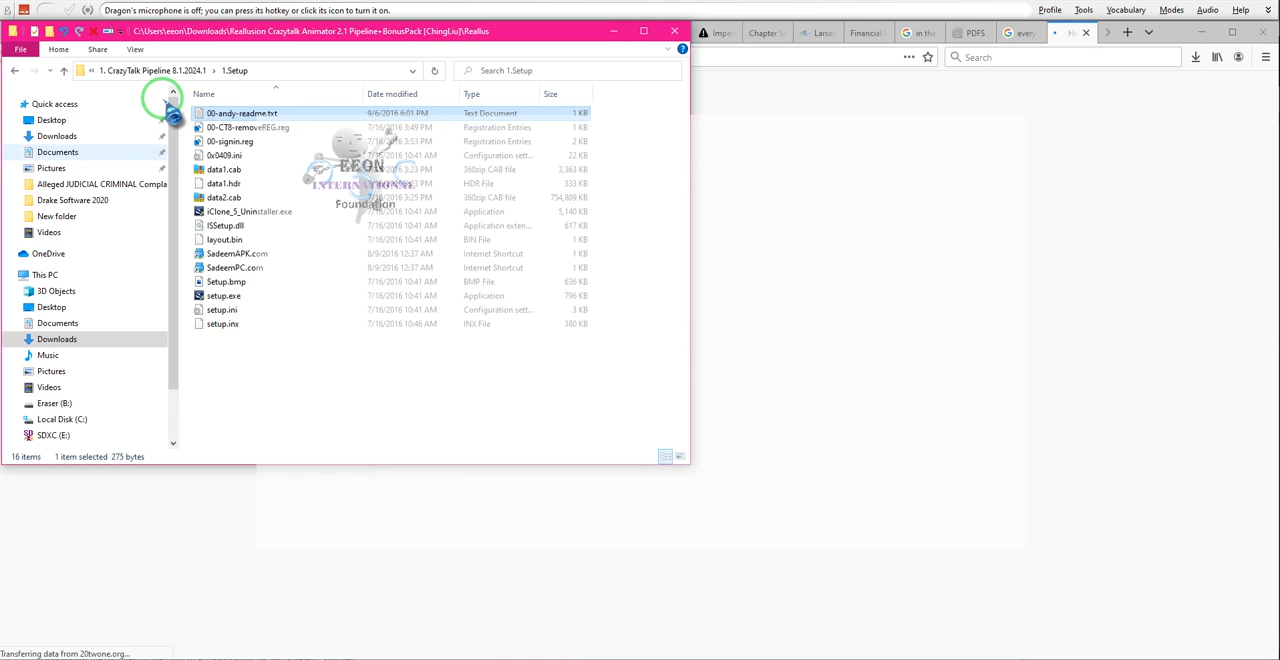 Dragon's microphone is off; you can press its hotkey or click its icon to turn it on.
Profile Tools Vocabulary Modes Audio Help
C:\Users\eeon\Downloads\Reallusion Crazytalk Animator 2.1 Pipeline+BonusPack [ChingLiu]\Reallus
Chapter S Larsen Financial in the PDFS every
File Home Share View
« 1. CrazyTalk Pipeline 8.1.2024.1 › 1.Setup
Search 1.Setup
Search
Name Date modified Type Size
Quick access
Desktop
Downloads
Documents
Pictures
Alleged JUDICIAL CRIMINAL Compla
Drake Software 2020
New folder
Videos
OneDrive
This PC
3D Objects
Desktop
Documents
Downloads
Music
Pictures
Videos
Eraser (B:)
Local Disk (C:)
SDXC (E:)
00-andy-readme.txt 9/6/2016 6:01 PM Text Document 1 KB
00-CT8-removeREG.reg 7/16/2016 3:49 PM Registration Entries 2 KB
00-signin.reg 7/16/2016 3:53 PM Registration Entries 2 KB
0x0409.ini 7/16/2016 10:41 AM Configuration sett... 22 KB
data1.cab 3:23 PM 360zip CAB file 3,363 KB
data1.hdr 3:23 PM HDR File 333 KB
data2.cab 3:25 PM 360zip CAB file 754,809 KB
iClone_5_Uninstaller.exe 7/16/2016 10:41 AM Application 5,140 KB
ISSetup.dll 7/16/2016 10:41 AM Application exten... 617 KB
layout.bin 7/16/2016 10:41 AM BIN File 1 KB
SadeemAPK.com 8/9/2016 12:37 AM Internet Shortcut 1 KB
SadeemPC.com 8/9/2016 12:37 AM Internet Shortcut 1 KB
Setup.bmp 7/16/2016 10:41 AM BMP File 636 KB
setup.exe 7/16/2016 10:41 AM Application 796 KB
setup.ini 7/16/2016 10:41 AM Configuration sett... 3 KB
setup.inx 7/16/2016 10:46 AM INX File 380 KB
EEON
INTERNATIONAL
Foundation
16 items 1 item selected 275 bytes
Transferring data from 20twone.org...